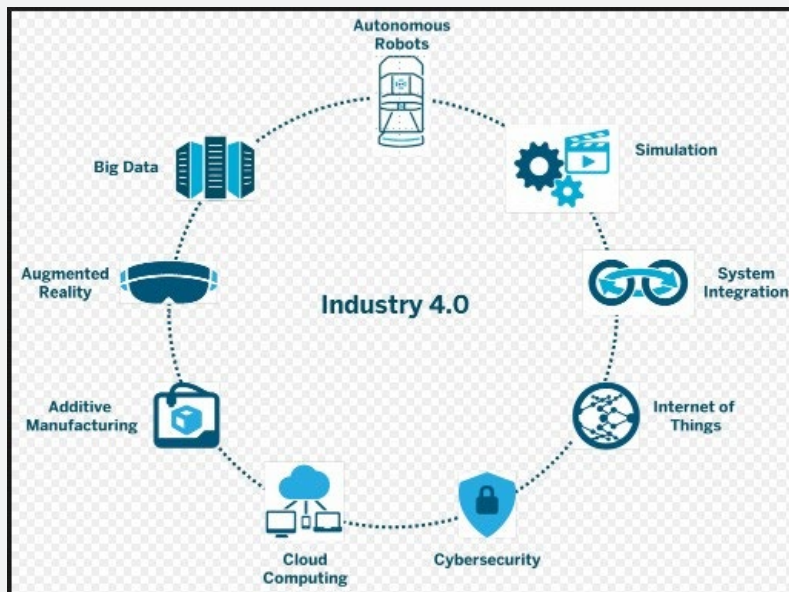 Autonomous
Robots
Simulation
Big Data
System
Integration
Augmented
Reality
Industry 4.0
Internet of
Things
Additive
Manufacturing
Cybersecurity
Cloud
Computing